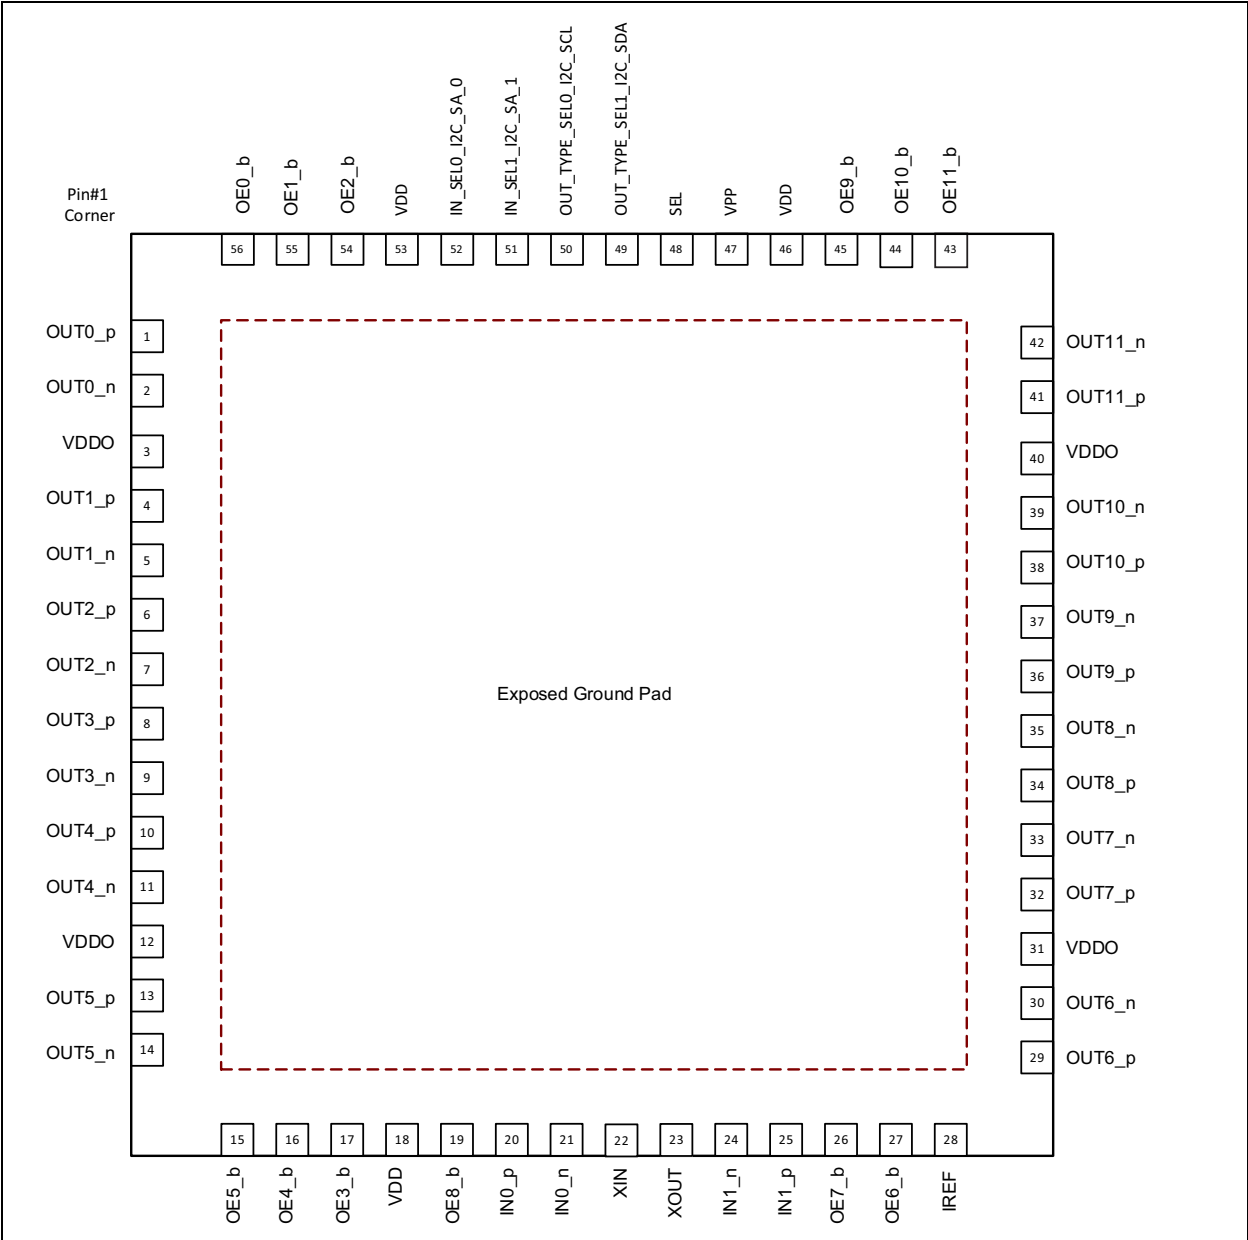 OE0_b
OE1_b
OE2_b
VDD
IN_SEL0_I2C_SA_0
IN_SEL1_I2C_SA_1
OUT_TYPE_SEL0_I2C_SCL
OUT_TYPE_SEL1_I2C_SDA
SEL
VPP
VDD
OE9_b
OE10_b
OE11_b
Pin#1
Corner
56 55 54 53 52 51 50 49 48 47 46 45 44 43
OUT0_p 1
OUT0_n 2
VDDO 3
OUT1_p 4
OUT1_n 5
OUT2_p 6
OUT2_n 7
OUT3_p 8
OUT3_n 9
OUT4_p 10
OUT4_n 11
VDDO 12
OUT5_p 13
OUT5_n 14
Exposed Ground Pad
42 OUT11_n
41 OUT11_p
40 VDDO
39 OUT10_n
38 OUT10_p
37 OUT9_n
36 OUT9_p
35 OUT8_n
34 OUT8_p
33 OUT7_n
32 OUT7_p
31 VDDO
30 OUT6_n
29 OUT6_p
15 16 17 18 19 20 21 22 23 24 25 26 27 28
OE5_b
OE4_b
OE3_b
VDD
OE8_b
IN0_p
IN0_n
XIN
XOUT
IN1_n
IN1_p
OE7_b
OE6_b
IREF